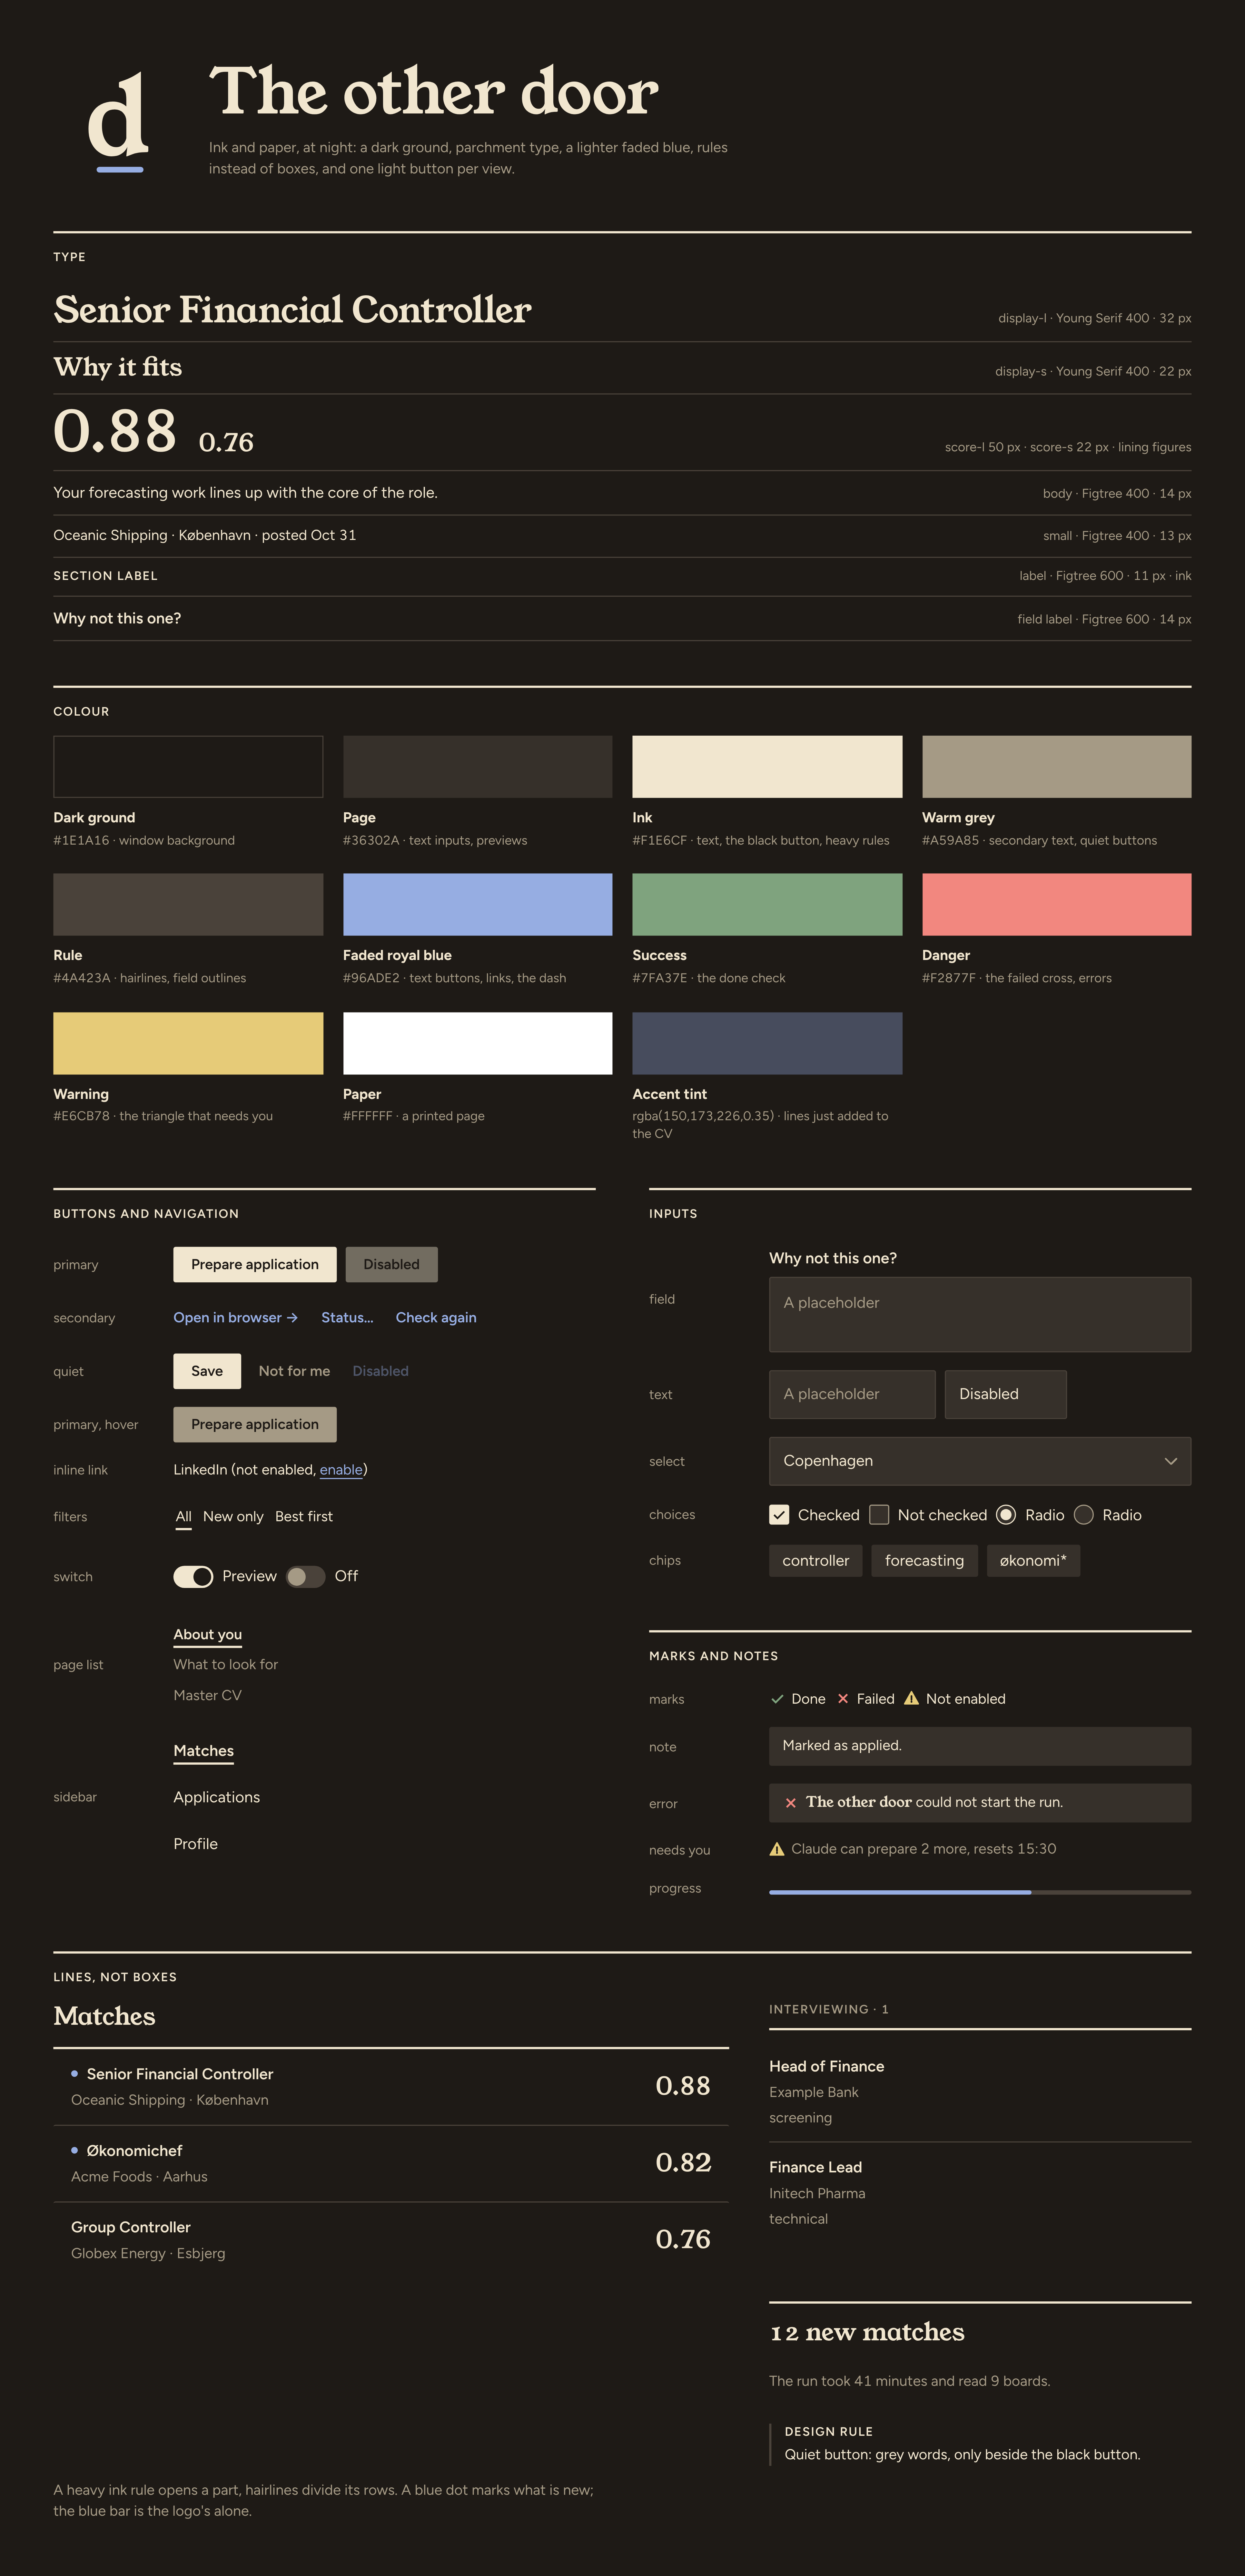 d
The other door
Ink and paper, at night: a dark ground, parchment type, a lighter faded blue, rules
instead of boxes, and one light button per view.
TYPE
Senior Financial Controller
display-l · Young Serif 400 · 32 px
Why it fits
display-s · Young Serif 400 · 22 px
0.88 0.76
score-l 50 px · score-s 22 px · lining figures
Your forecasting work lines up with the core of the role.
body · Figtree 400 · 14 px
Oceanic Shipping · København · posted Oct 31
small · Figtree 400 · 13 px
SECTION LABEL
label · Figtree 600 · 11 px · ink
Why not this one?
field label · Figtree 600 · 14 px
COLOUR
Dark ground
#1E1A16 · window background
Page
#36302A · text inputs, previews
Ink
#F1E6CF · text, the black button, heavy rules
Warm grey
#A59A85 · secondary text, quiet buttons
Rule
#4A423A · hairlines, field outlines
Faded royal blue
#96ADE2 · text buttons, links, the dash
Success
#7FA37E · the done check
Danger
#F2877F · the failed cross, errors
Warning
#E6CB78 · the triangle that needs you
Paper
#FFFFFF · a printed page
Accent tint
rgba(150,173,226,0.35) · lines just added to
the CV
BUTTONS AND NAVIGATION
primary
Prepare application
Disabled
secondary
Open in browser →
Status…
Check again
quiet
Save
Not for me
Disabled
primary, hover
Prepare application
inline link
LinkedIn (not enabled, enable)
filters
All
New only
Best first
switch
Preview
Off
page list
About you
What to look for
Master CV
sidebar
Matches
Applications
Profile
INPUTS
Why not this one?
field
A placeholder
text
A placeholder
Disabled
select
Copenhagen
choices
Checked
Not checked
Radio
Radio
chips
controller
forecasting
økonomi*
MARKS AND NOTES
marks
Done
Failed
Not enabled
note
Marked as applied.
error
The other door could not start the run.
needs you
Claude can prepare 2 more, resets 15:30
progress
LINES, NOT BOXES
Matches
Senior Financial Controller
Oceanic Shipping · København
0.88
Økonomichef
Acme Foods · Aarhus
0.82
Group Controller
Globex Energy · Esbjerg
0.76
INTERVIEWING · 1
Head of Finance
Example Bank
screening
Finance Lead
Initech Pharma
technical
12 new matches
The run took 41 minutes and read 9 boards.
DESIGN RULE
Quiet button: grey words, only beside the black button.
A heavy ink rule opens a part, hairlines divide its rows. A blue dot marks what is new;
the blue bar is the logo's alone.